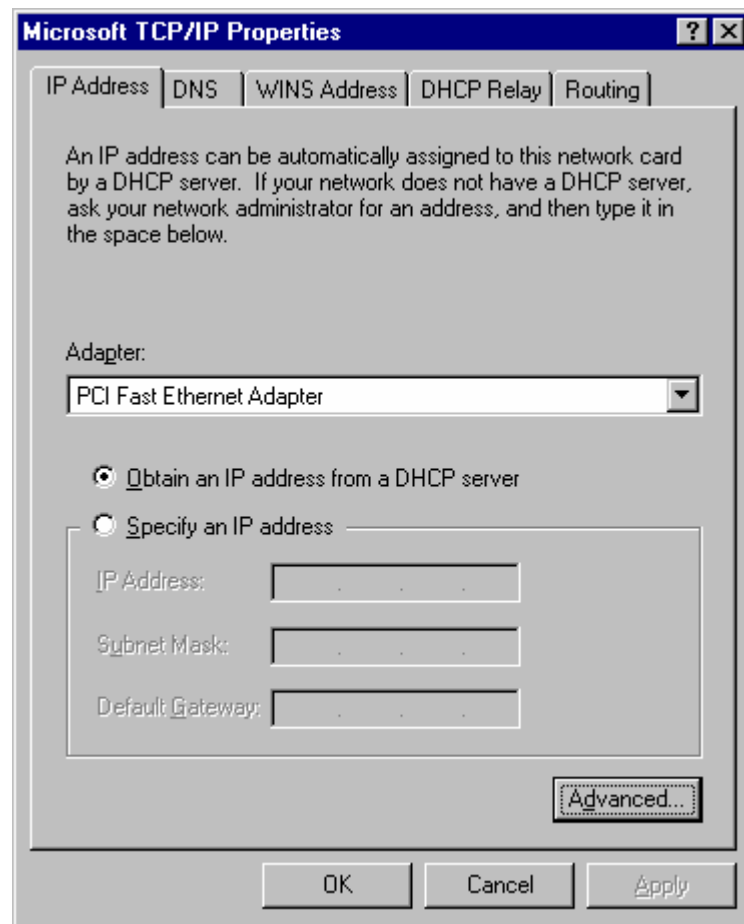 Microsoft TCP/IP Properties
IP Address DNS WINS Address DHCP Relay Routing
An IP address can be automatically assigned to this network card
by a DHCP server. If your network does not have a DHCP server,
ask your network administrator for an address, and then type it in
the space below.
Adapter:
PCI Fast Ethernet Adapter
Obtain an IP address from a DHCP server
Specify an IP address
IP Address:
Subnet Mask:
Default Gateway:
Advanced...
OK Cancel Apply